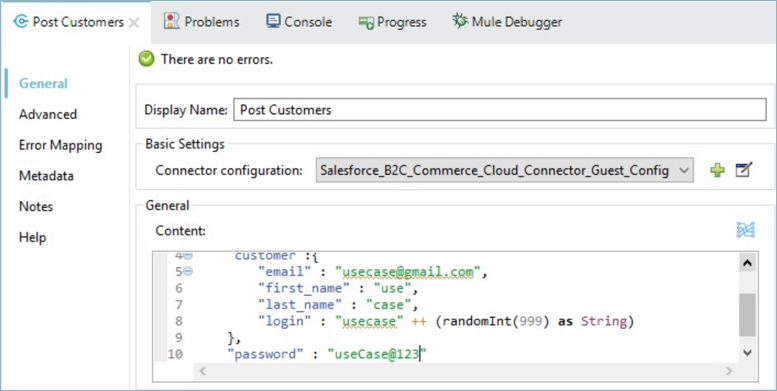 Post Customers Problems Console Progress Mule Debugger
There are no errors.
General
Advanced
Error Mapping
Metadata
Notes
Help
Display Name: Post Customers
Basic Settings
Connector configuration: Salesforce_B2C_Commerce_Cloud_Connector_Guest_Config
General
Content:
4 customer :{
5 "email" : "usecase@gmail.com",
6 "first_name" : "use",
7 "last_name" : "case",
8 "login" : "usecase" ++ (randomInt(999) as String)
9 },
10 "password" : "useCase@123"